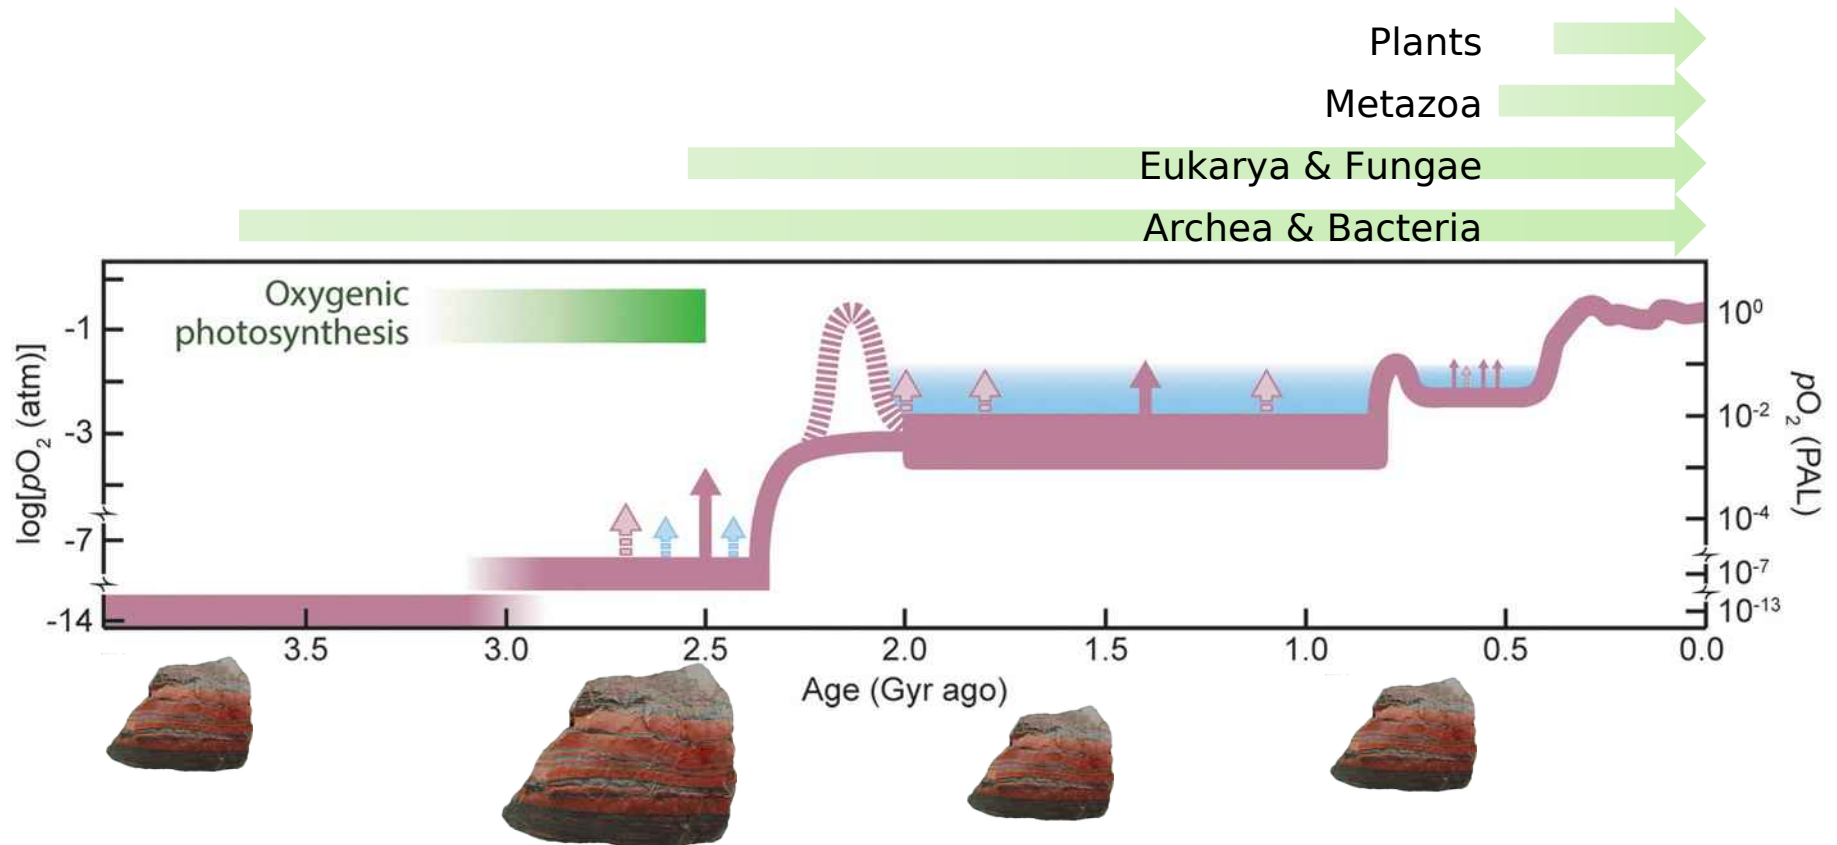 Plants
Metazoa
Eukarya & Fungae
Archea & Bacteria
Oxygenic
photosynthesis
log[pO₂ (atm)]
-1
-3
-7
-14
10⁰
10⁻²
10⁻⁴
10⁻⁷
10⁻¹³
pO₂ (PAL)
3.5 3.0 2.5 2.0 1.5 1.0 0.5 0.0
Age (Gyr ago)